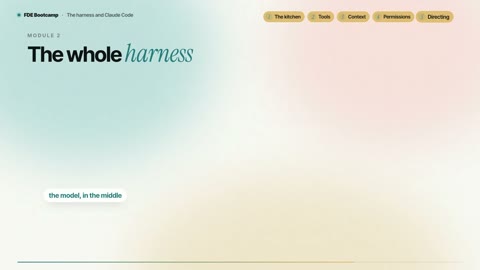 FDE Bootcamp · The harness and Claude Code
The kitchen
Tools
Context
Permissions
Directing
MODULE 2
The whole harness
the model, in the middle